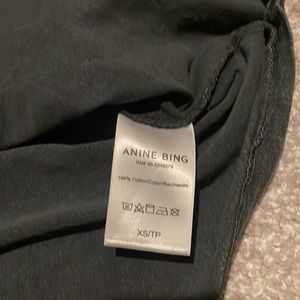 ANINE BING
100% Cotton/Coton/Baumwolle
XS/TP